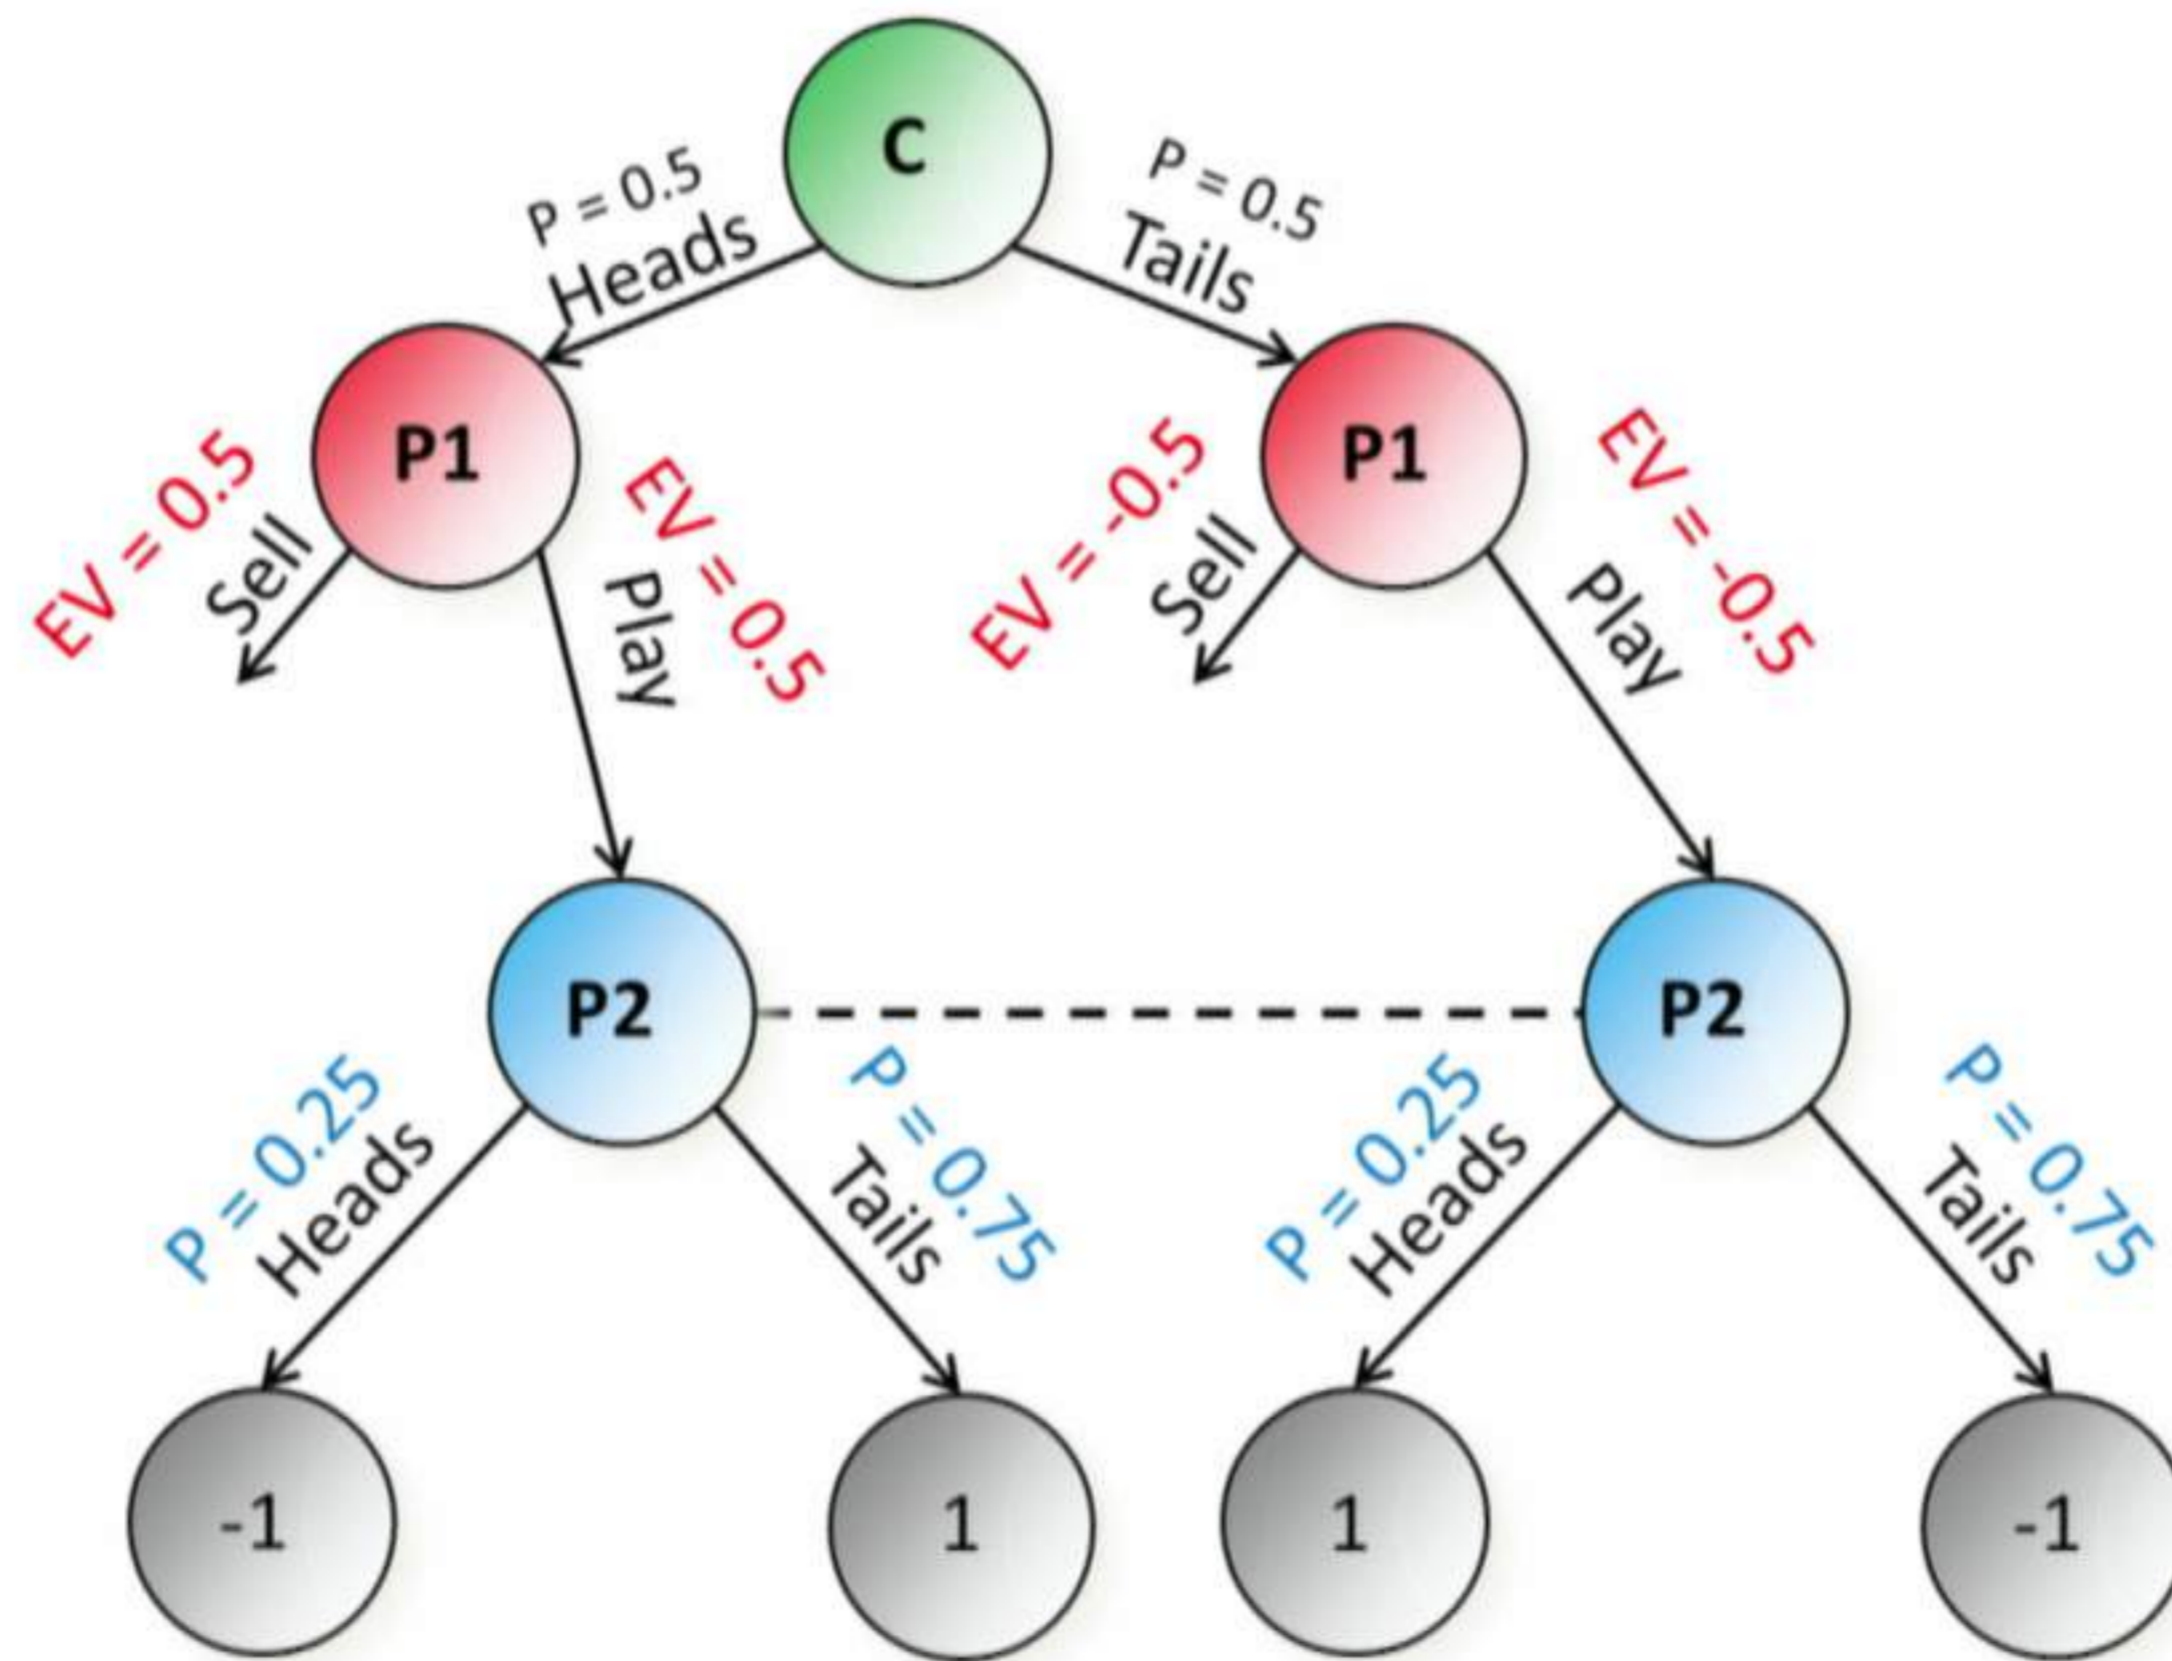 C
P = 0.5
Heads
P = 0.5
Tails
P1
P1
EV = 0.5
Sell
EV = 0.5
Play
EV = -0.5
Sell
EV = -0.5
Play
P2
P2
P = 0.25
Heads
P = 0.75
Tails
P = 0.25
Heads
P = 0.75
Tails
-1
1
1
-1